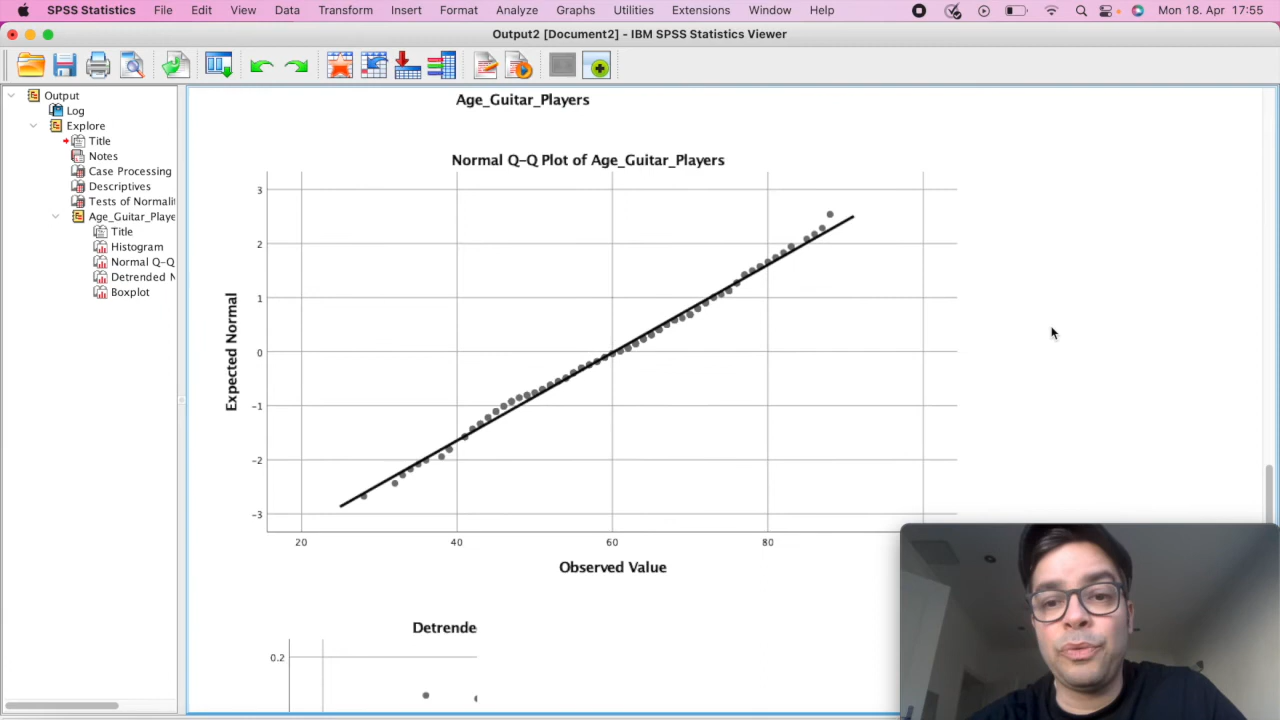 SPSS Statistics File Edit View Data Transform Insert Format Analyze Graphs Utilities Extensions Window Help Mon 18. Apr 17:55
Output2 [Document2] - IBM SPSS Statistics Viewer
Output
Log
Explore
Title
Notes
Case Processing
Descriptives
Tests of Normali
Age_Guitar_Playe
Title
Histogram
Normal Q-Q
Detrended N
Boxplot
Age_Guitar_Players
Normal Q-Q Plot of Age_Guitar_Players
Expected Normal
3
2
1
0
-1
-2
-3
20 40 60 80
Observed Value
Detrende
0.2